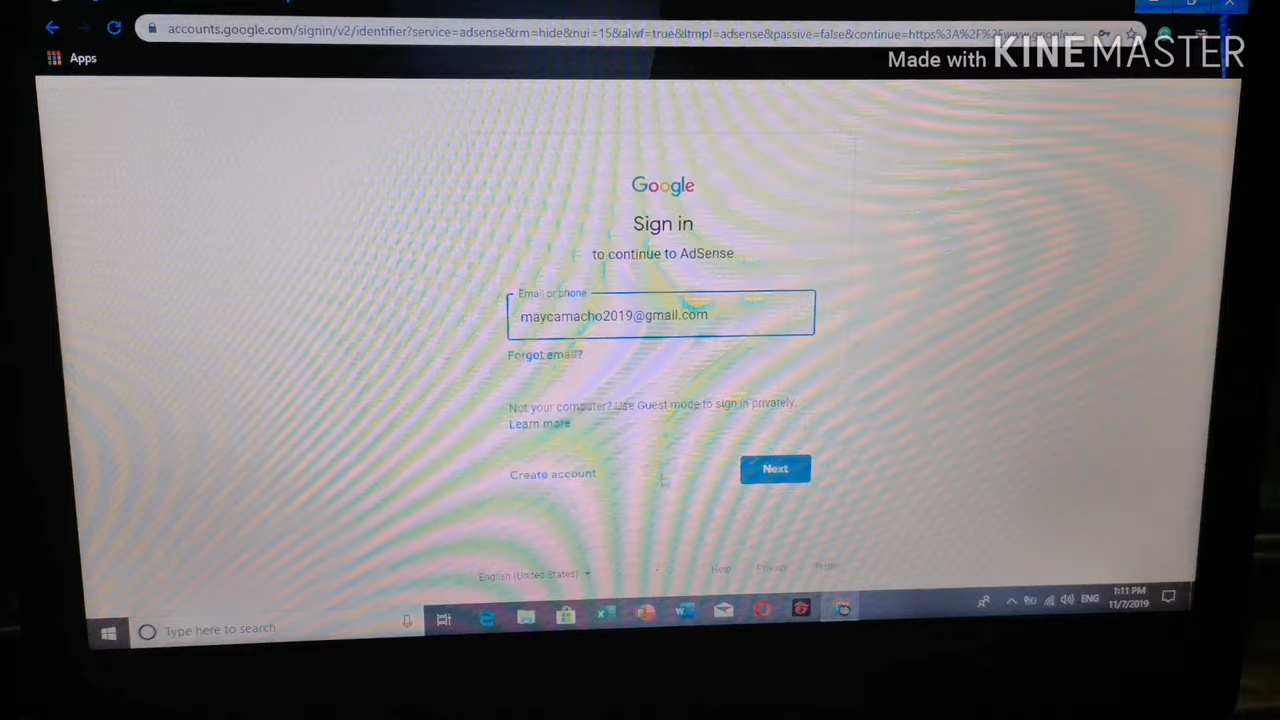 accounts.google.com/signin/v2/identifier?service=adsense&rm=hide&nui=15&alwf=true&ltmpl=adsense&passive=false&continue=https%3A%2F%2Fwww.google.c
Apps
Made with KINEMASTER
Google
Sign in
to continue to AdSense
Email or phone
maycamacho2019@gmail.com
Forgot email?
Not your computer? Use Guest mode to sign in privately.
Learn more
Create account
Next
English (United States)
Help Privacy Terms
1:11 PM
ENG
11/7/2019
Type here to search